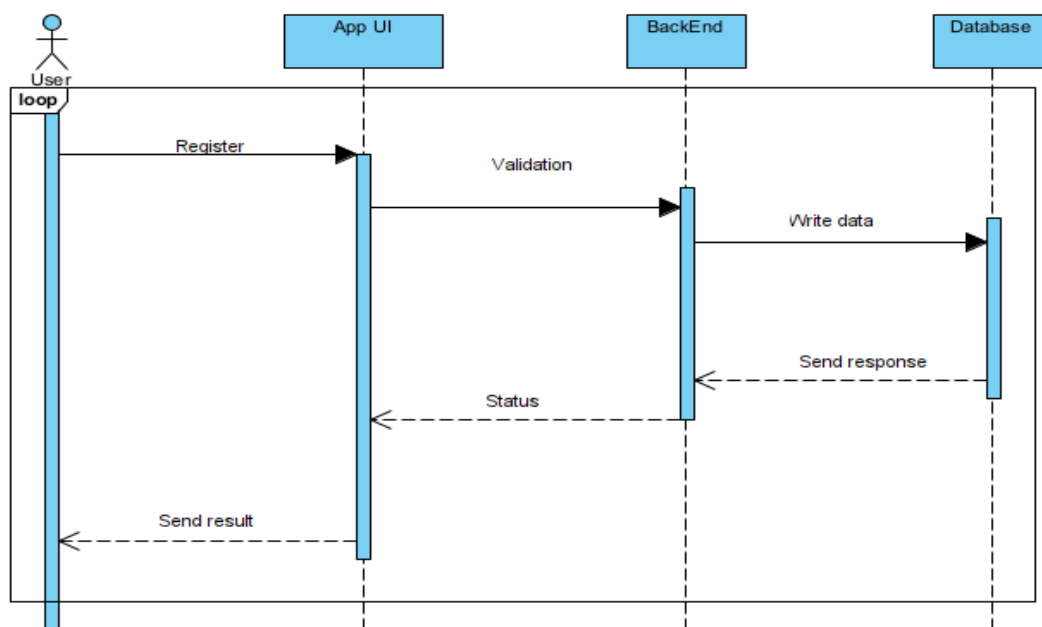 App UI
BackEnd
Database
User
loop
Register
Validation
Write data
Send response
Status
Send result